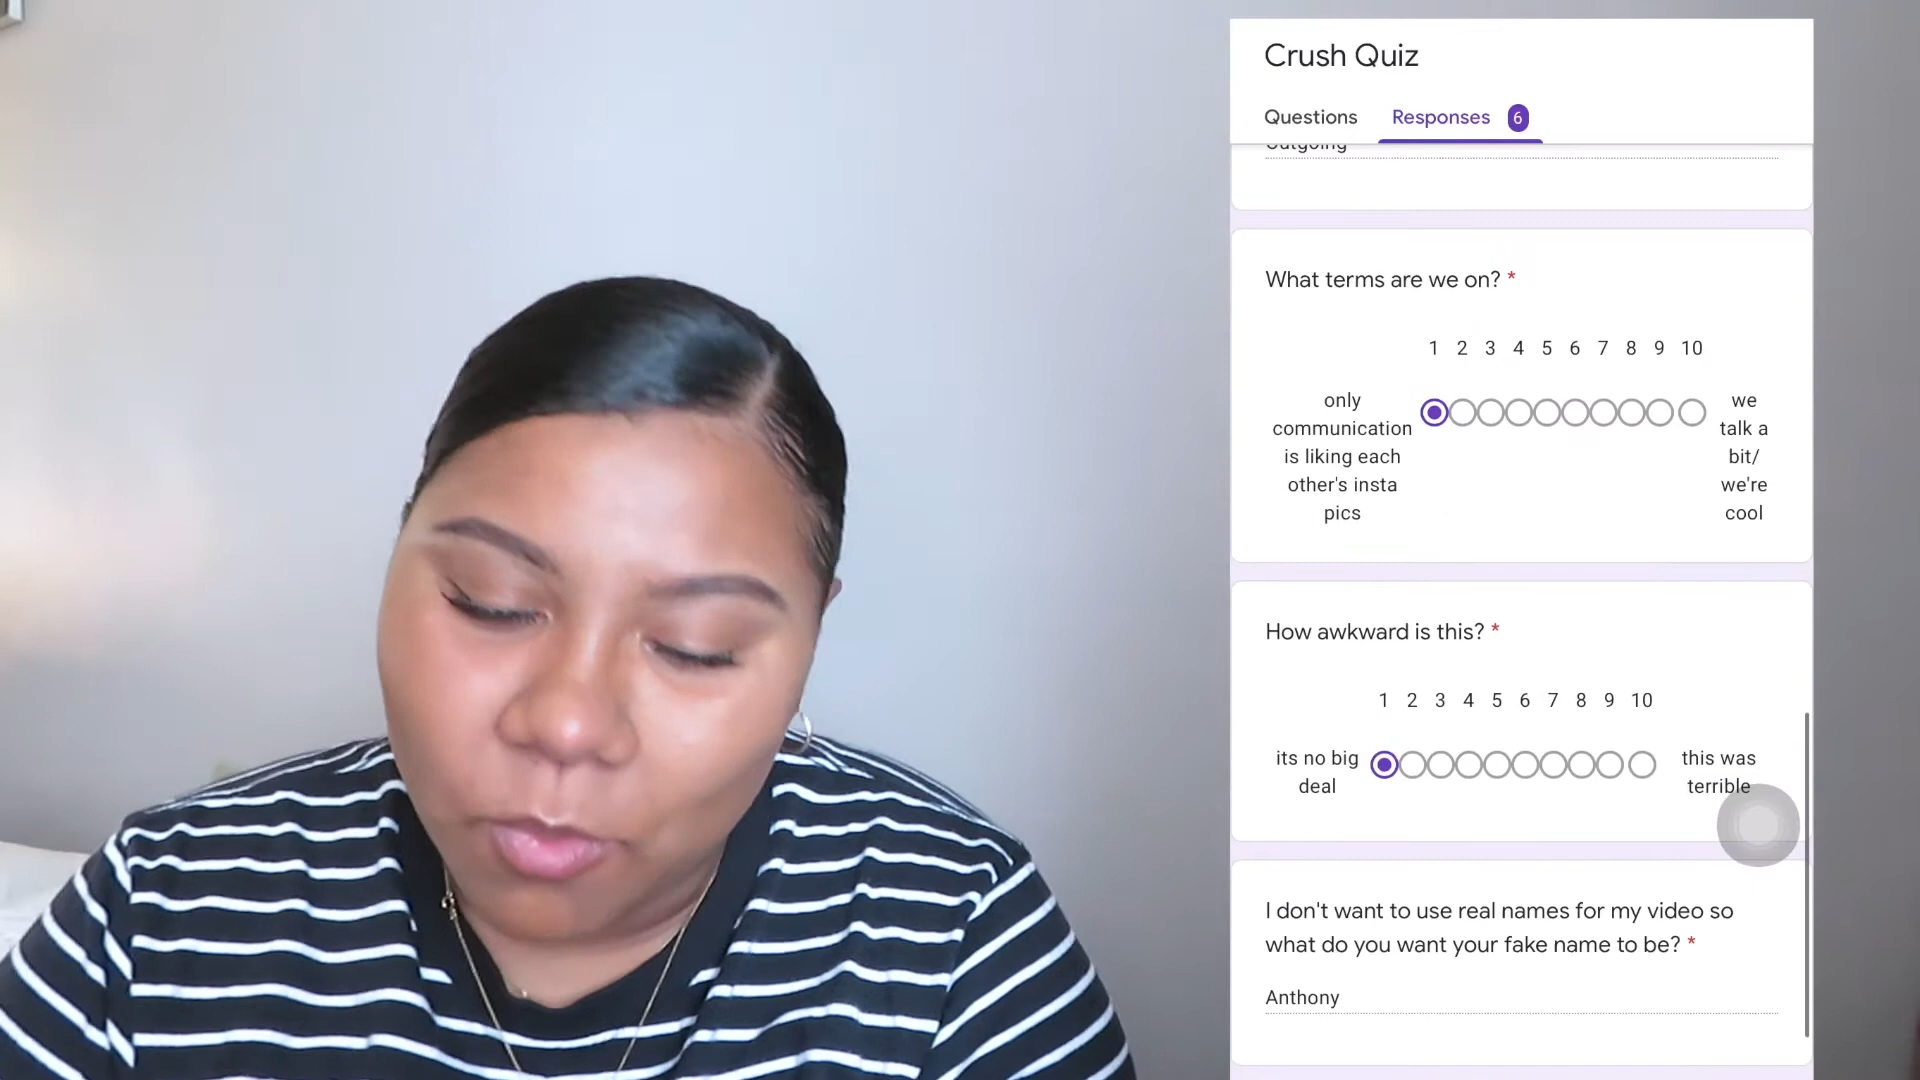 Crush Quiz
Questions Responses 6
Outgoing
What terms are we on? *
1 2 3 4 5 6 7 8 9 10
only
communication
is liking each
other's insta
pics
we
talk a
bit/
we're
cool
How awkward is this? *
1 2 3 4 5 6 7 8 9 10
its no big
deal
this was
terrible
I don't want to use real names for my video so
what do you want your fake name to be? *
Anthony